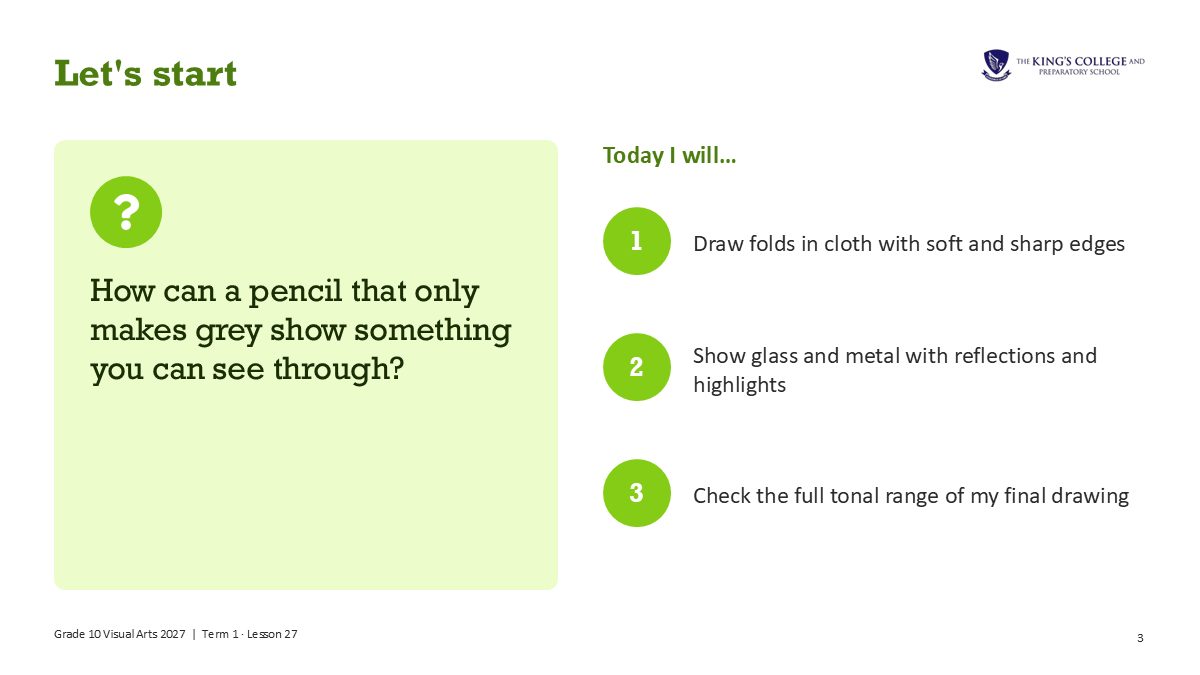 Let's start
THE KING'S COLLEGE AND
PREPARATORY SCHOOL
?
How can a pencil that only
makes grey show something
you can see through?
Today I will...
1
Draw folds in cloth with soft and sharp edges
2
Show glass and metal with reflections and
highlights
3
Check the full tonal range of my final drawing
Grade 10 Visual Arts 2027 | Term 1 · Lesson 27
3